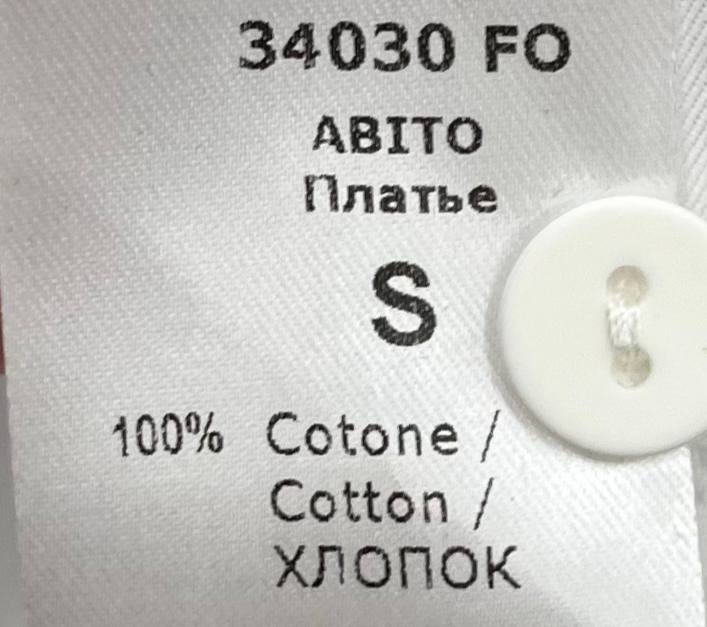 34030 FO
ABITO
Платье
S
100% Cotone /
Cotton /
ХЛОПОК